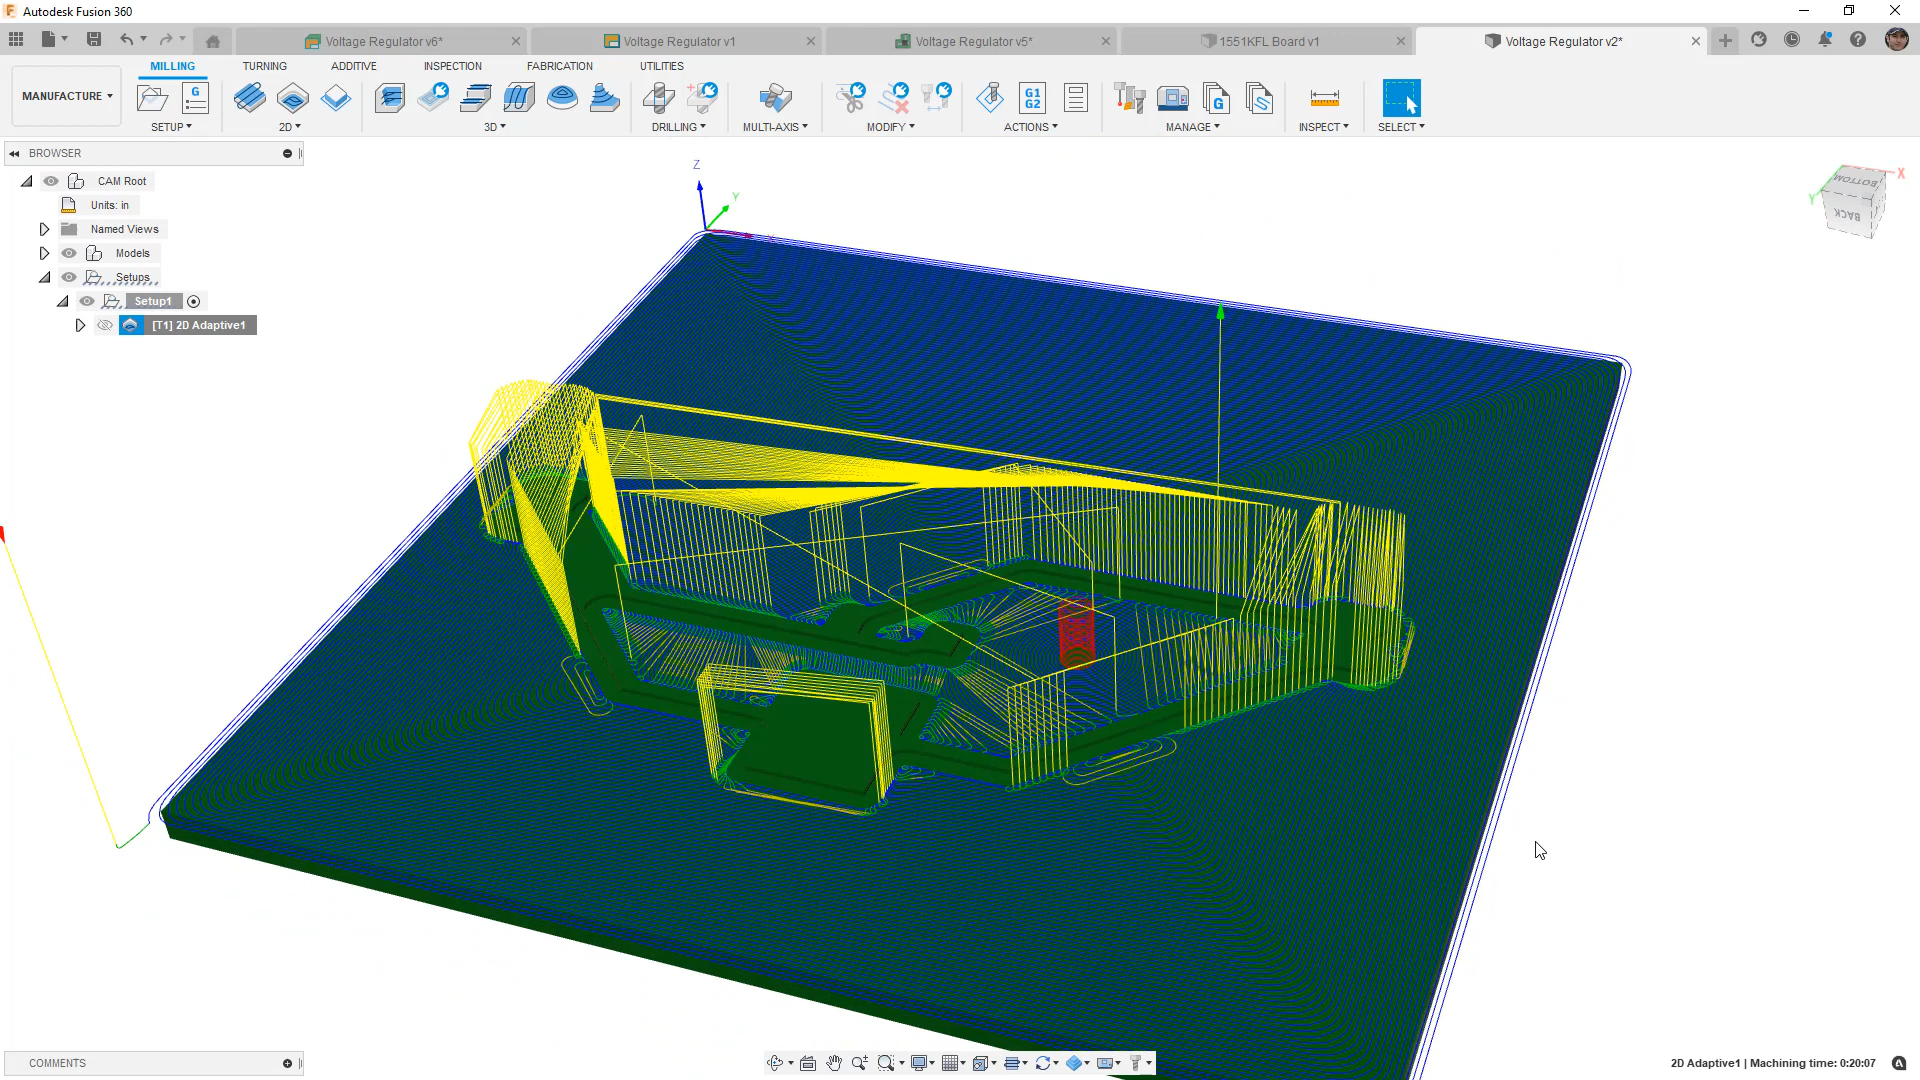 Autodesk Fusion 360
Voltage Regulator v6*
Voltage Regulator v1
Voltage Regulator v5*
1551KFL Board v1
Voltage Regulator v2*
MANUFACTURE
MILLING
TURNING
ADDITIVE
INSPECTION
FABRICATION
UTILITIES
G
G1
G2
G
SETUP
2D
3D
DRILLING
MULTI-AXIS
MODIFY
ACTIONS
MANAGE
INSPECT
SELECT
BROWSER
CAM Root
Units: in
Named Views
Models
Setups
Setup1
[T1] 2D Adaptive1
Z
Y
X
Y
BOTTOM
BACK
COMMENTS
2D Adaptive1 | Machining time: 0:20:07